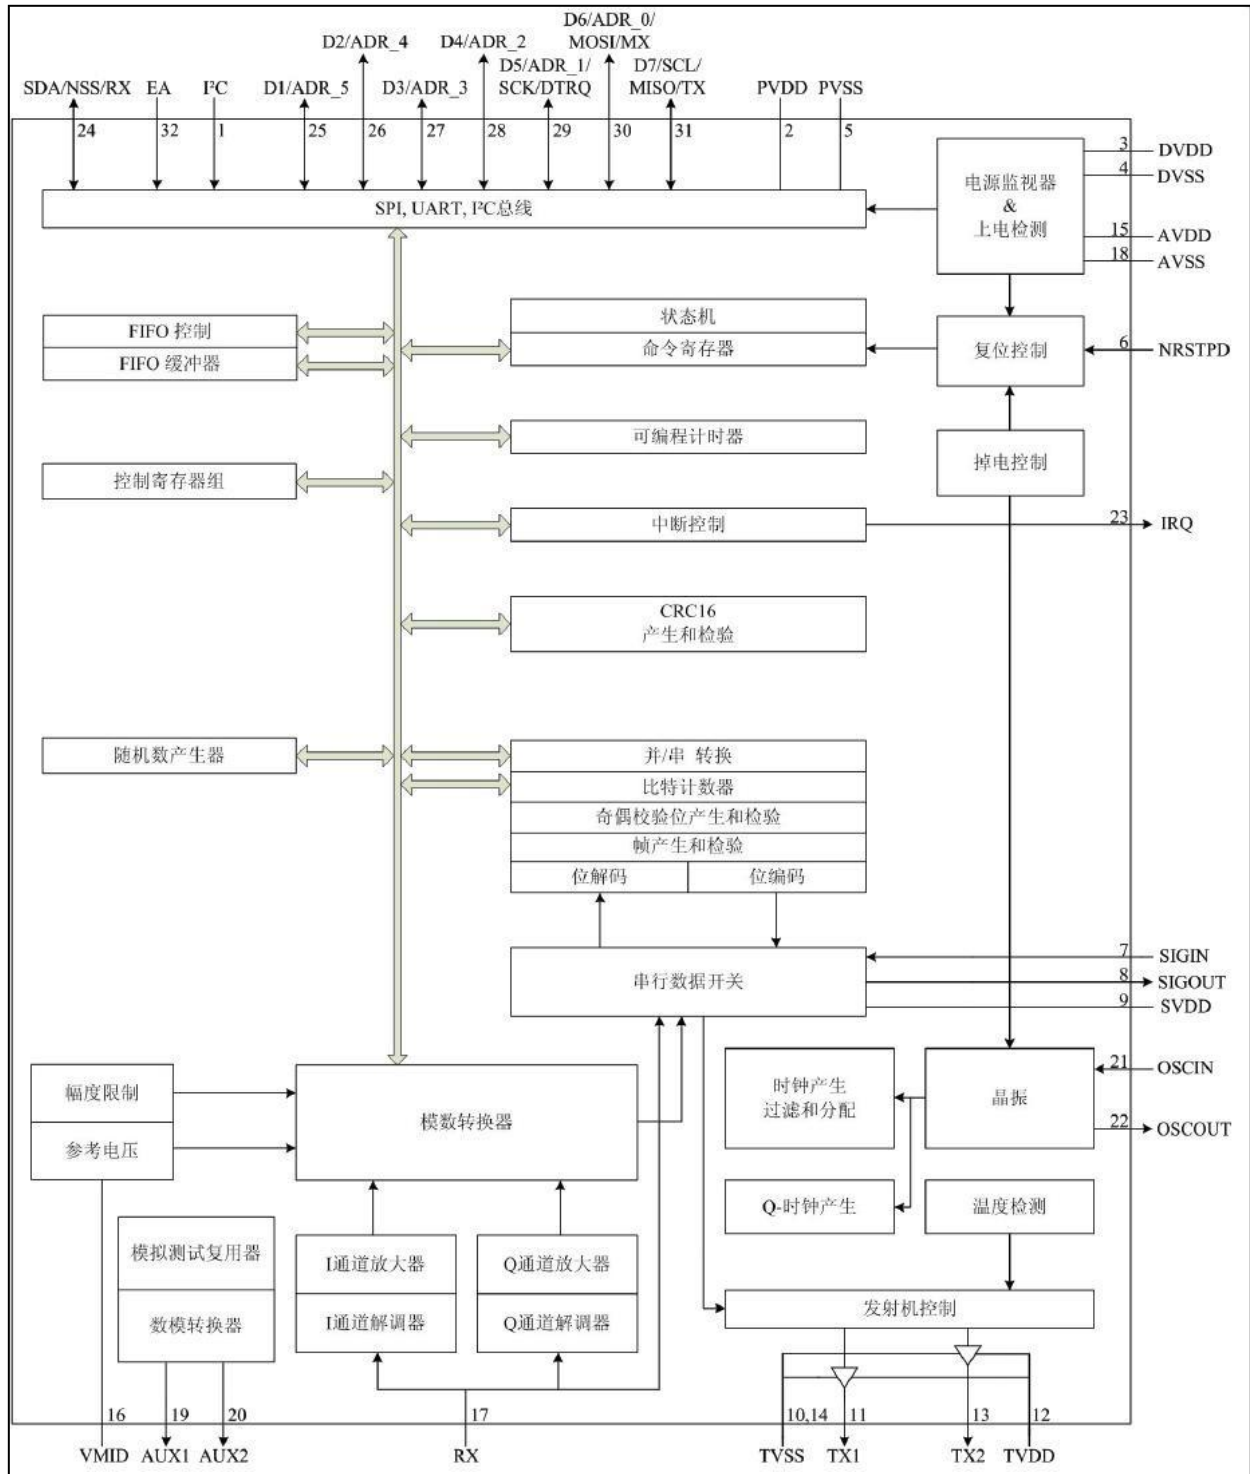 D6/ADR_0/
MOSI/MX
D2/ADR_4
D4/ADR_2
D5/ADR_1/
SCK/DTRQ
D7/SCL/
MISO/TX
SDA/NSS/RX
EA
I²C
D1/ADR_5
D3/ADR_3
PVDD
PVSS
24
32
1
25
26
27
28
29
30
31
2
5
3
DVDD
4
DVSS
电源监视器
&
上电检测
15
AVDD
18
AVSS
SPI, UART, I²C总线
FIFO 控制
FIFO 缓冲器
状态机
命令寄存器
复位控制
6
NRSTPD
可编程计时器
掉电控制
控制寄存器组
中断控制
23
IRQ
CRC16
产生和检验
随机数产生器
并/串 转换
比特计数器
奇偶校验位产生和检验
帧产生和检验
位解码
位编码
串行数据开关
7
SIGIN
8
SIGOUT
9
SVDD
幅度限制
参考电压
模数转换器
时钟产生
过滤和分配
晶振
21
OSCIN
22
OSCOUT
Q-时钟产生
温度检测
模拟测试复用器
数模转换器
I通道放大器
I通道解调器
Q通道放大器
Q通道解调器
发射机控制
16
19
20
17
10,14
11
13
12
VMID
AUX1
AUX2
RX
TVSS
TX1
TX2
TVDD